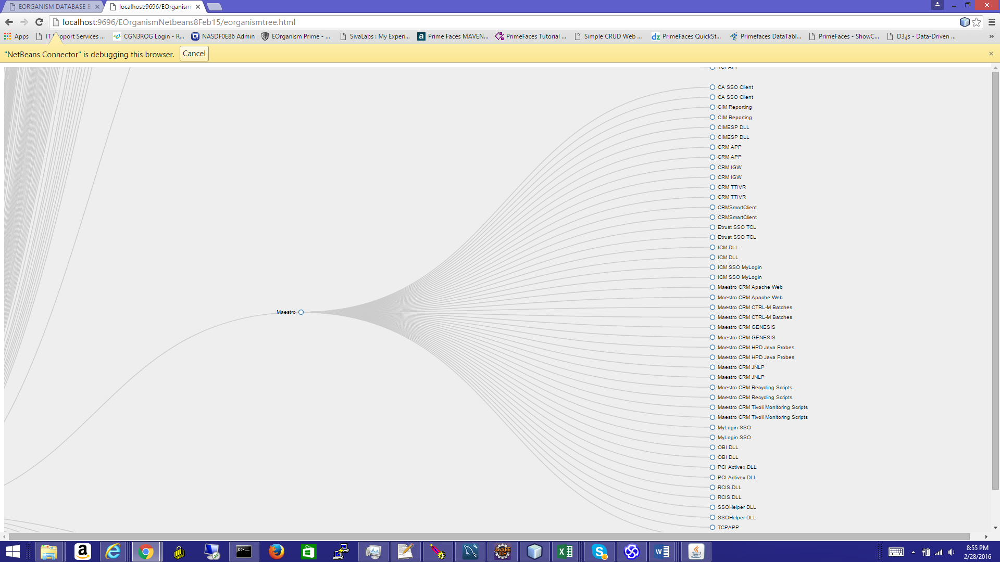 EORGANISM DATABASE E
localhost:9696/EOrganism
localhost:9696/EOrganismNetbeans8Feb15/eorganismtree.html
Apps
IT Support Services ...
CGN3ROG Login - R...
NASDF0E86 Admin
EOrganism Prime - ...
SivaLabs : My Experi...
Prime Faces MAVEN...
PrimeFaces Tutorial ...
Simple CRUD Web ...
PrimeFaces QuickSt...
Primefaces DataTabl...
PrimeFaces - ShowC...
D3.js - Data-Driven ...
"NetBeans Connector" is debugging this browser.
Cancel
CA SSO Client
CA SSO Client
CIM Reporting
CIM Reporting
CIMESP DLL
CIMESP DLL
CRM APP
CRM APP
CRM IGW
CRM IGW
CRM TTIVR
CRM TTIVR
CRMSmartClient
CRMSmartClient
Etrust SSO TCL
Etrust SSO TCL
ICM DLL
ICM DLL
ICM SSO MyLogin
ICM SSO MyLogin
Maestro CRM Apache Web
Maestro CRM Apache Web
Maestro CRM CTRL-M Batches
Maestro
Maestro CRM CTRL-M Batches
Maestro CRM GENESIS
Maestro CRM GENESIS
Maestro CRM HPD Java Probes
Maestro CRM HPD Java Probes
Maestro CRM JNLP
Maestro CRM JNLP
Maestro CRM Recycling Scripts
Maestro CRM Recycling Scripts
Maestro CRM Tivoli Monitoring Scripts
Maestro CRM Tivoli Monitoring Scripts
MyLogin SSO
MyLogin SSO
OBI DLL
OBI DLL
PCI Activex DLL
PCI Activex DLL
RCIS DLL
RCIS DLL
SSOHelper DLL
SSOHelper DLL
TCPAPP
8:55 PM
2/28/2016